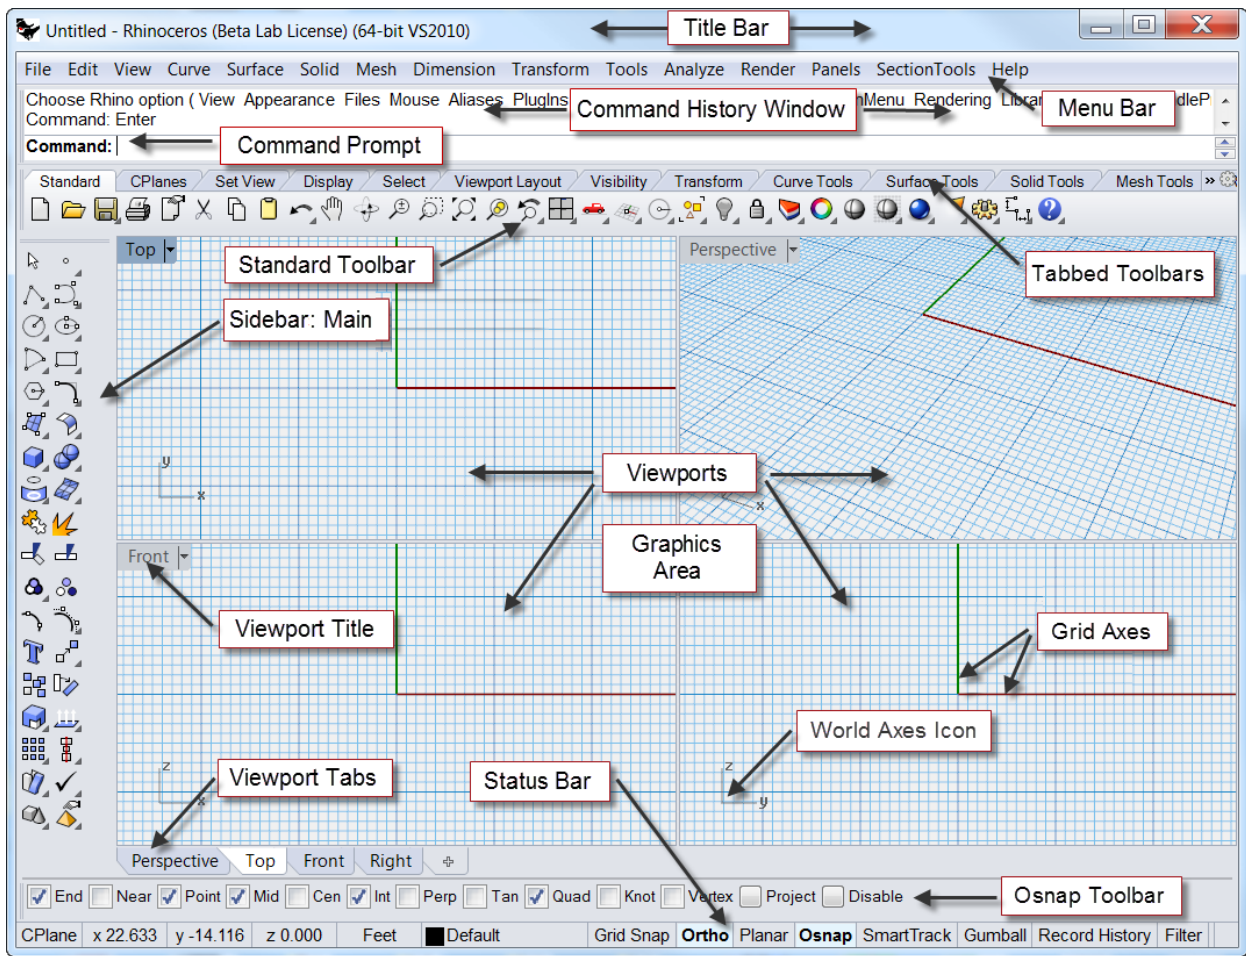 Untitled - Rhinoceros (Beta Lab License) (64-bit VS2010)
Title Bar
File Edit View Curve Surface Solid Mesh Dimension Transform Tools Analyze Render Panels SectionTools Help
Choose Rhino option ( View Appearance Files Mouse Aliases PlugIns Menu Rendering
Command History Window
Menu Bar
Command: Enter
Command:
Command Prompt
Standard CPlanes Set View Display Select Viewport Layout Visibility Transform Curve Tools Surface Tools Solid Tools Mesh Tools »
Top
Perspective
Standard Toolbar
Tabbed Toolbars
Sidebar: Main
y
x
Viewports
x
Graphics
Area
Front
Viewport Title
Grid Axes
World Axes Icon
z
x
Viewport Tabs
Status Bar
z
y
Perspective Top Front Right
End Near Point Mid Cen Int Perp Tan Quad Knot Vertex Project Disable
Osnap Toolbar
CPlane x 22.633 y -14.116 z 0.000 Feet Default Grid Snap Ortho Planar Osnap SmartTrack Gumball Record History Filter